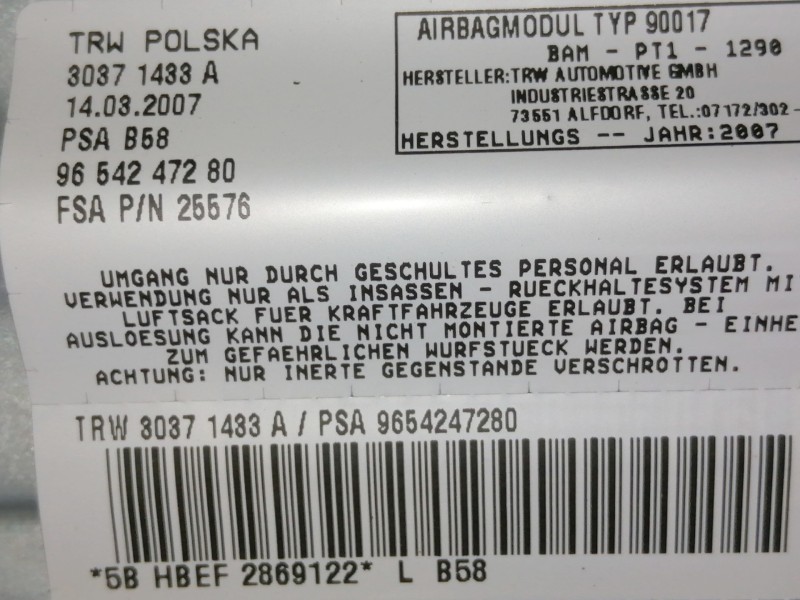 TRW POLSKA
3037 1433 A
14.03.2007
PSA B58
96 542 472 80
FSA P/N 25576
AIRBAGMODUL TYP 90017
BAM - PT1 - 1290
HERSTELLER:TRW AUTOMOTIVE GMBH
INDUSTRIESTRASSE 20
73551 ALFDORF, TEL.:07172/302-
HERSTELLUNGS -- JAHR:2007
UMGANG NUR DURCH GESCHULTES PERSONAL ERLAUBT.
VERWENDUNG NUR ALS INSASSEN - RUECKHALTESYSTEM MI
LUFTSACK FUER KRAFTFAHRZEUGE ERLAUBT. BEI
AUSLOESUNG KANN DIE NICHT MONTIERTE AIRBAG - EINHE
ZUM GEFAEHRLICHEN WURFSTUECK WERDEN.
ACHTUNG: NUR INERTE GEGENSTANDE VERSCHROTTEN.
TRW 3037 1433 A / PSA 9654247280
*5B HBEF 2869122* L B58